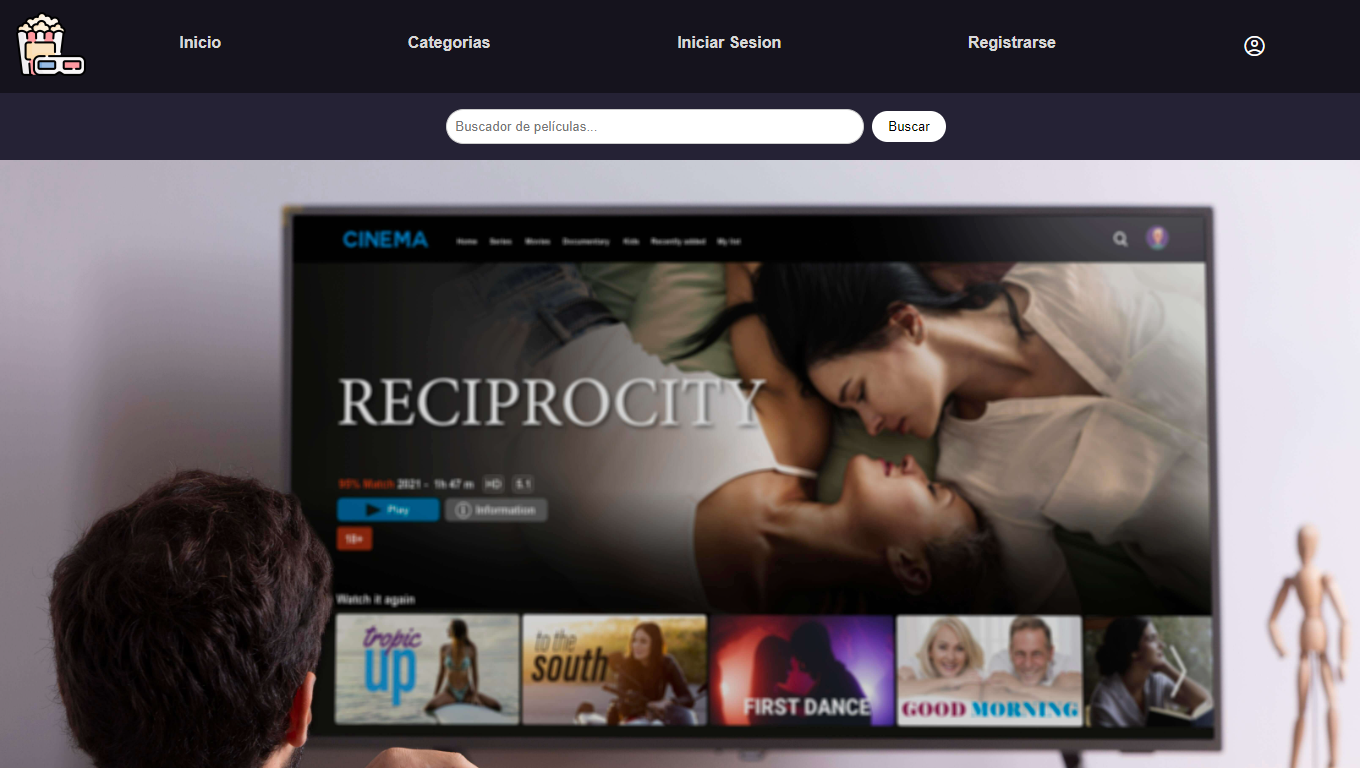 Inicio Categorias Iniciar Sesion Registrarse
Buscador de películas... Buscar
CINEMA Home Series Movies Documentary Kids Recently added My list
RECIPROCITY
95% Match 2021 - 1h 47 m HD 5.1
Play Information
18+
Watch it again
tropic
up
to the
south
FIRST DANCE
GOOD MORNING